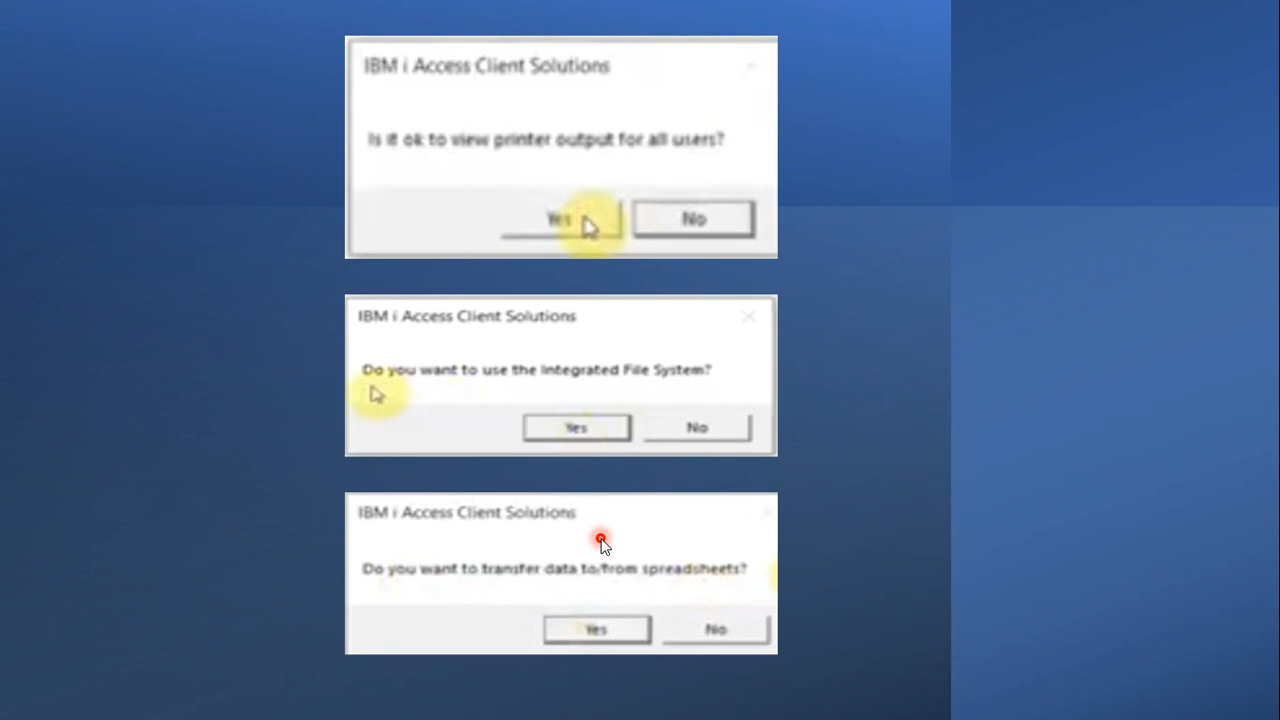 IBM i Access Client Solutions
Is it ok to view printer output for all users?
Yes No
IBM i Access Client Solutions
Do you want to use the Integrated File System?
Yes No
IBM i Access Client Solutions
Do you want to transfer data to/from spreadsheets?
Yes No